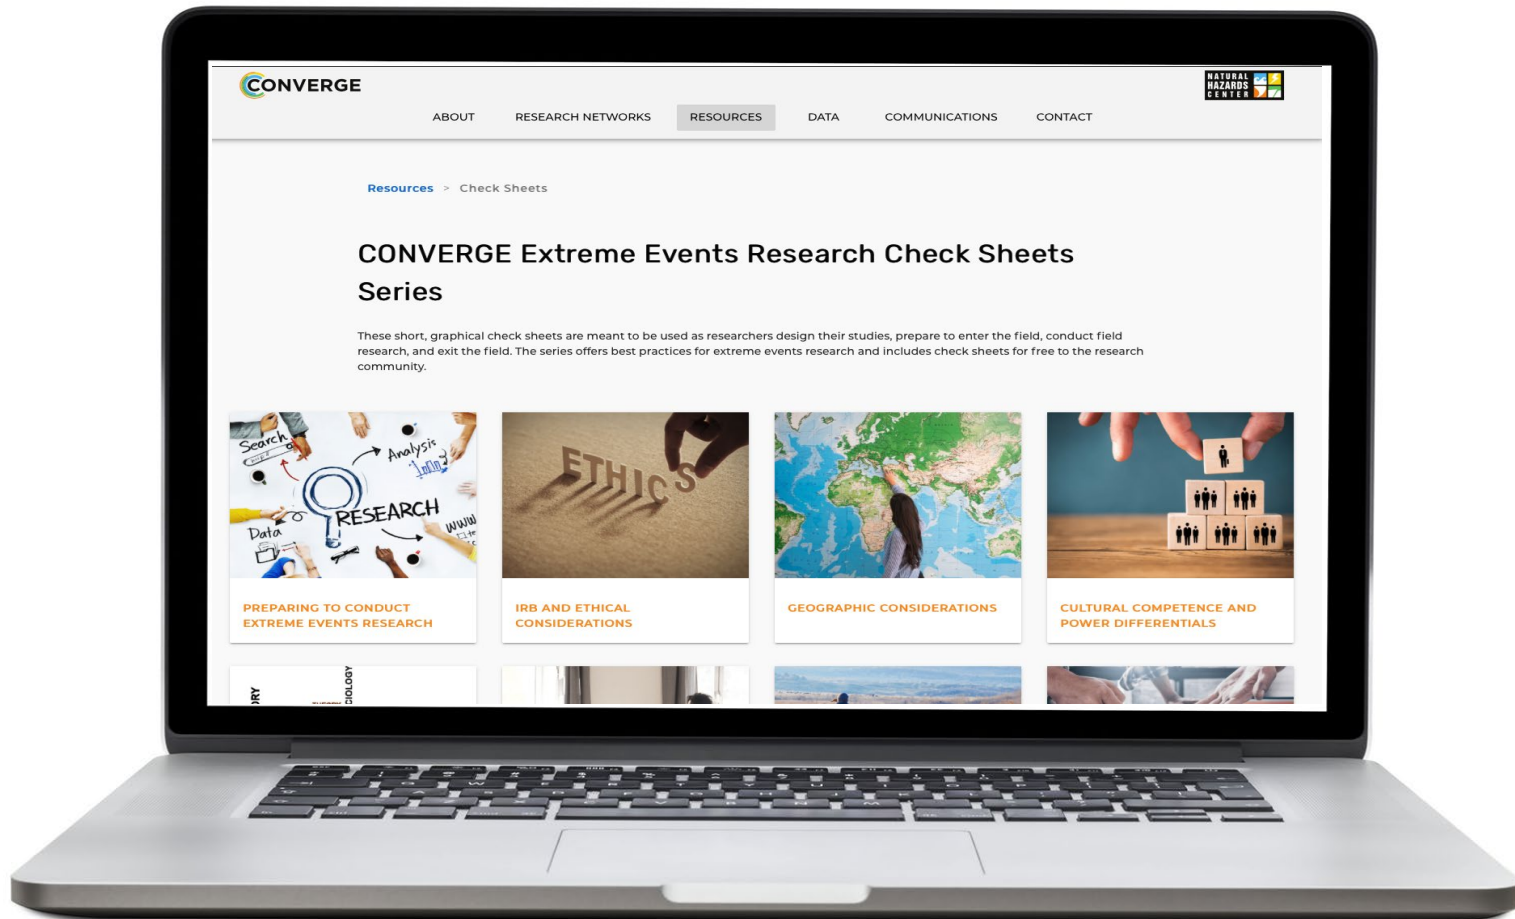 CONVERGE
NATURAL
HAZARDS
CENTER
ABOUT RESEARCH NETWORKS RESOURCES DATA COMMUNICATIONS CONTACT
Resources > Check Sheets
CONVERGE Extreme Events Research Check Sheets
Series
These short, graphical check sheets are meant to be used as researchers design their studies, prepare to enter the field, conduct field
research, and exit the field. The series offers best practices for extreme events research and includes check sheets for free to the research
community.
Search
Analysis
RESEARCH
Data
WWW
ETHICS
PREPARING TO CONDUCT
EXTREME EVENTS RESEARCH
IRB AND ETHICAL
CONSIDERATIONS
GEOGRAPHIC CONSIDERATIONS
CULTURAL COMPETENCE AND
POWER DIFFERENTIALS